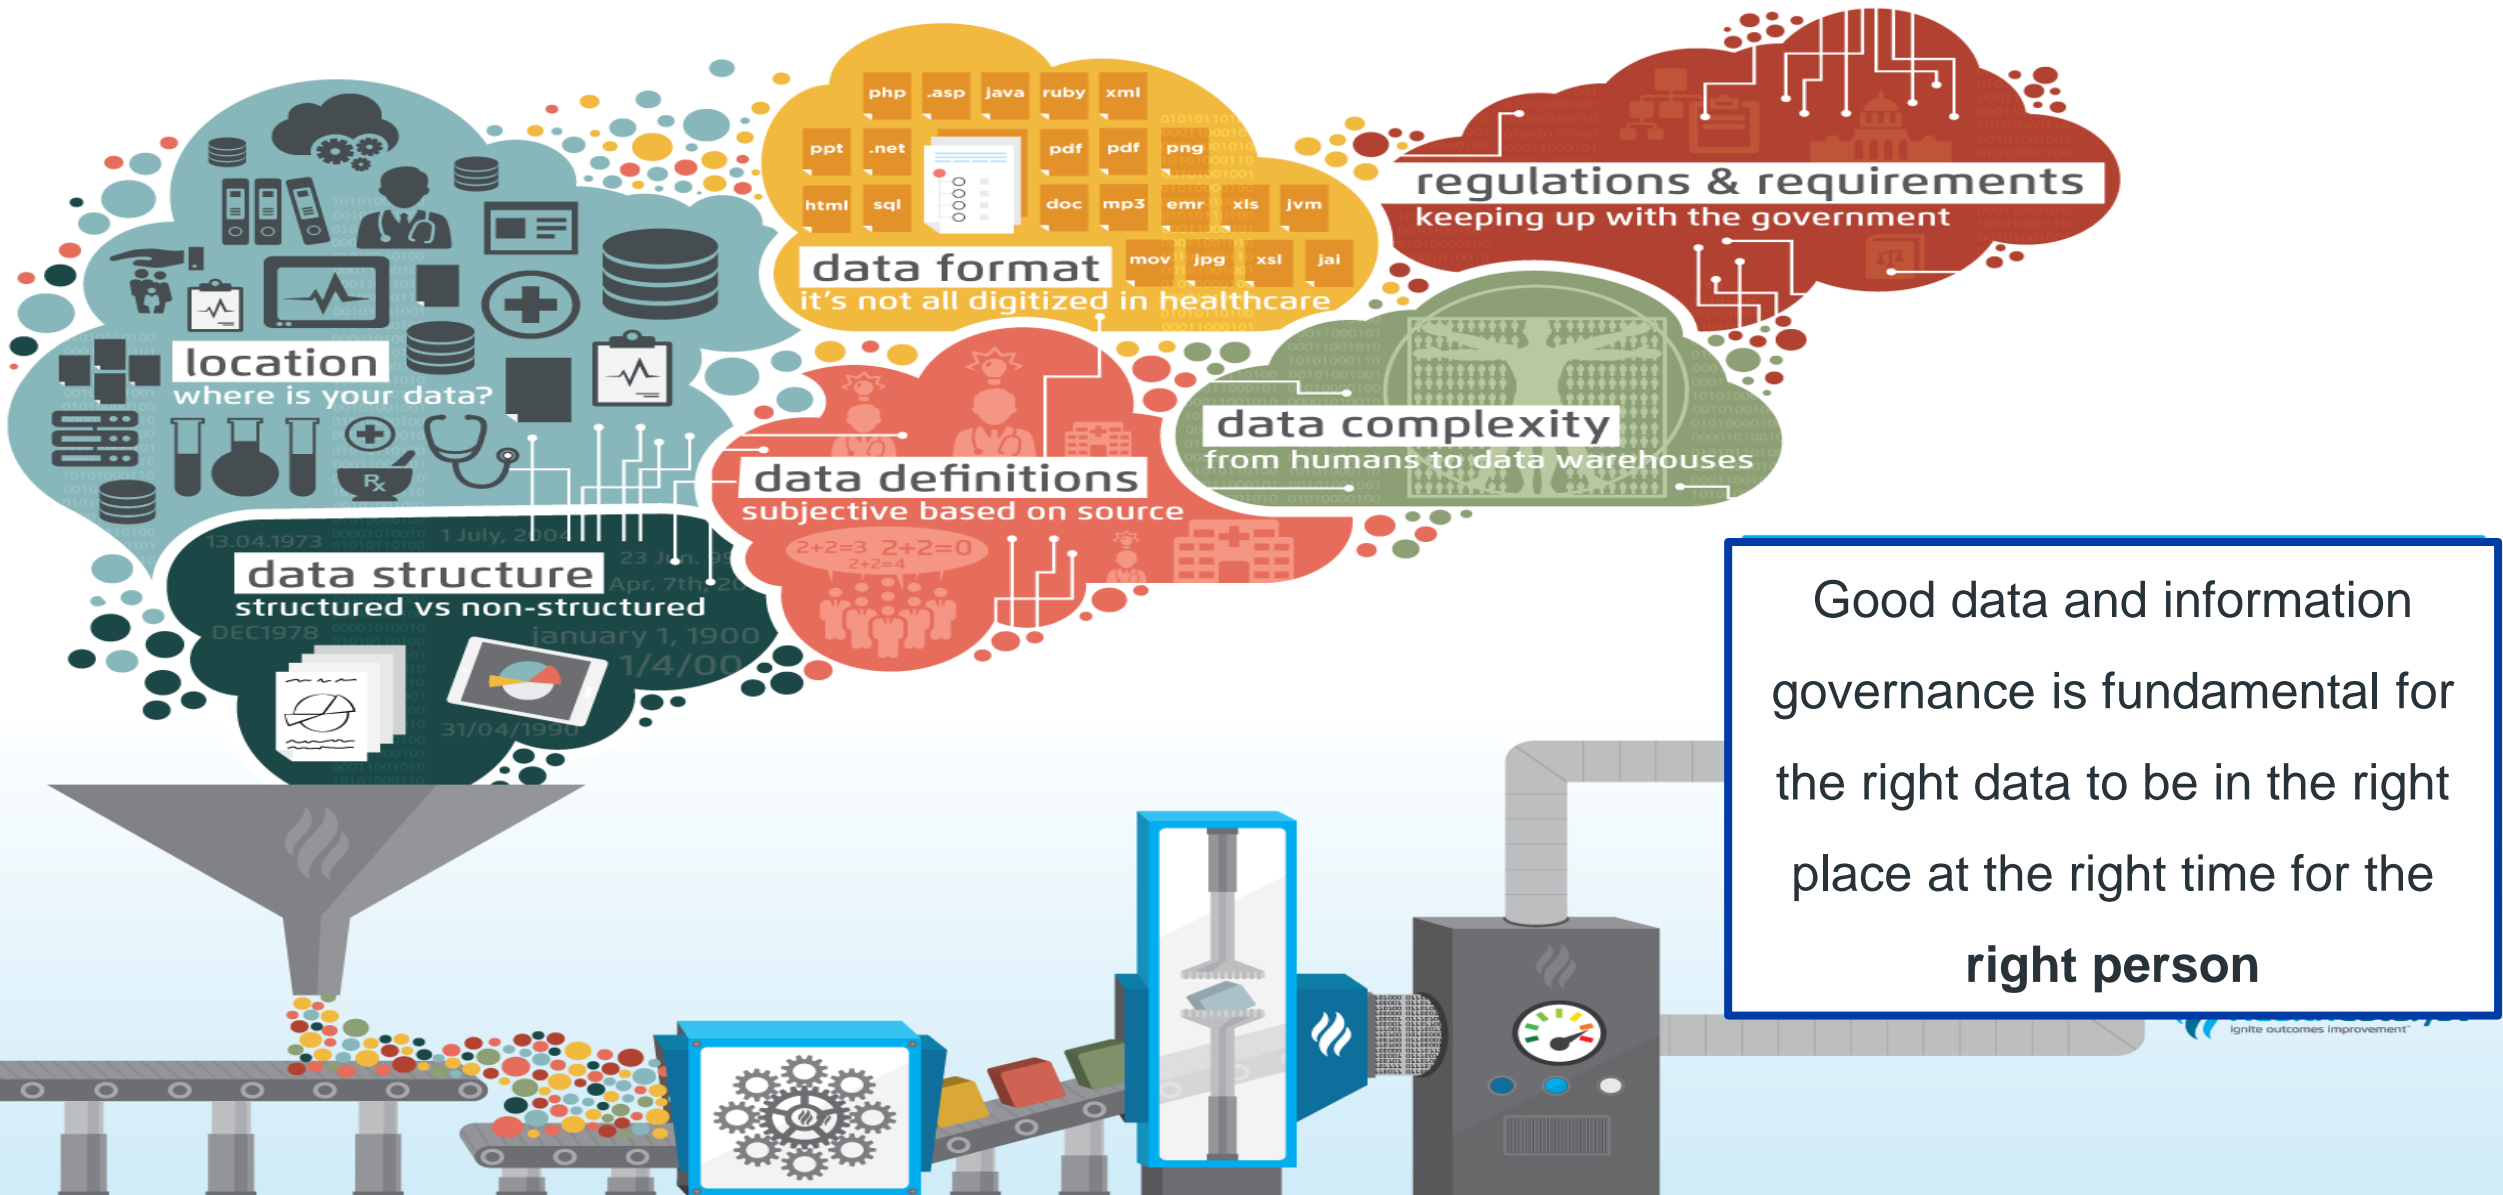 php .asp java ruby xml
ppt .net pdf pdf png
html sql doc mp3 emr xls jvm
mov jpg xsl jai
data format
it's not all digitized in healthcare
regulations & requirements
keeping up with the government
location
where is your data?
Rx
data complexity
from humans to data warehouses
data definitions
subjective based on source
2+2=3 2+2=0
2+2=4
13.04.1973
1 July, 2004
data structure
structured vs non-structured
DEC1978
january 1, 1900
1/4/00
31/04/1990
Good data and information
governance is fundamental for
the right data to be in the right
place at the right time for the
right person
ignite outcomes improvement